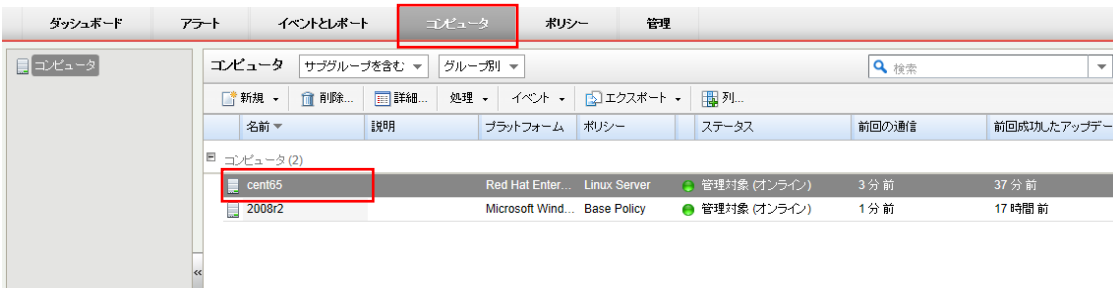 ダッシュボード アラート イベントとレポート コンピュータ ポリシー 管理
コンピュータ
コンピュータ サブグループを含む グループ別 検索
新規 削除... 詳細... 処理 イベント エクスポート 列...
名前 説明 プラットフォーム ポリシー ステータス 前回の通信 前回成功したアップデー
コンピュータ (2)
cent65 Red Hat Enter... Linux Server 管理対象 (オンライン) 3 分 前 37 分 前
2008r2 Microsoft Wind... Base Policy 管理対象 (オンライン) 1 分 前 17 時間 前
«